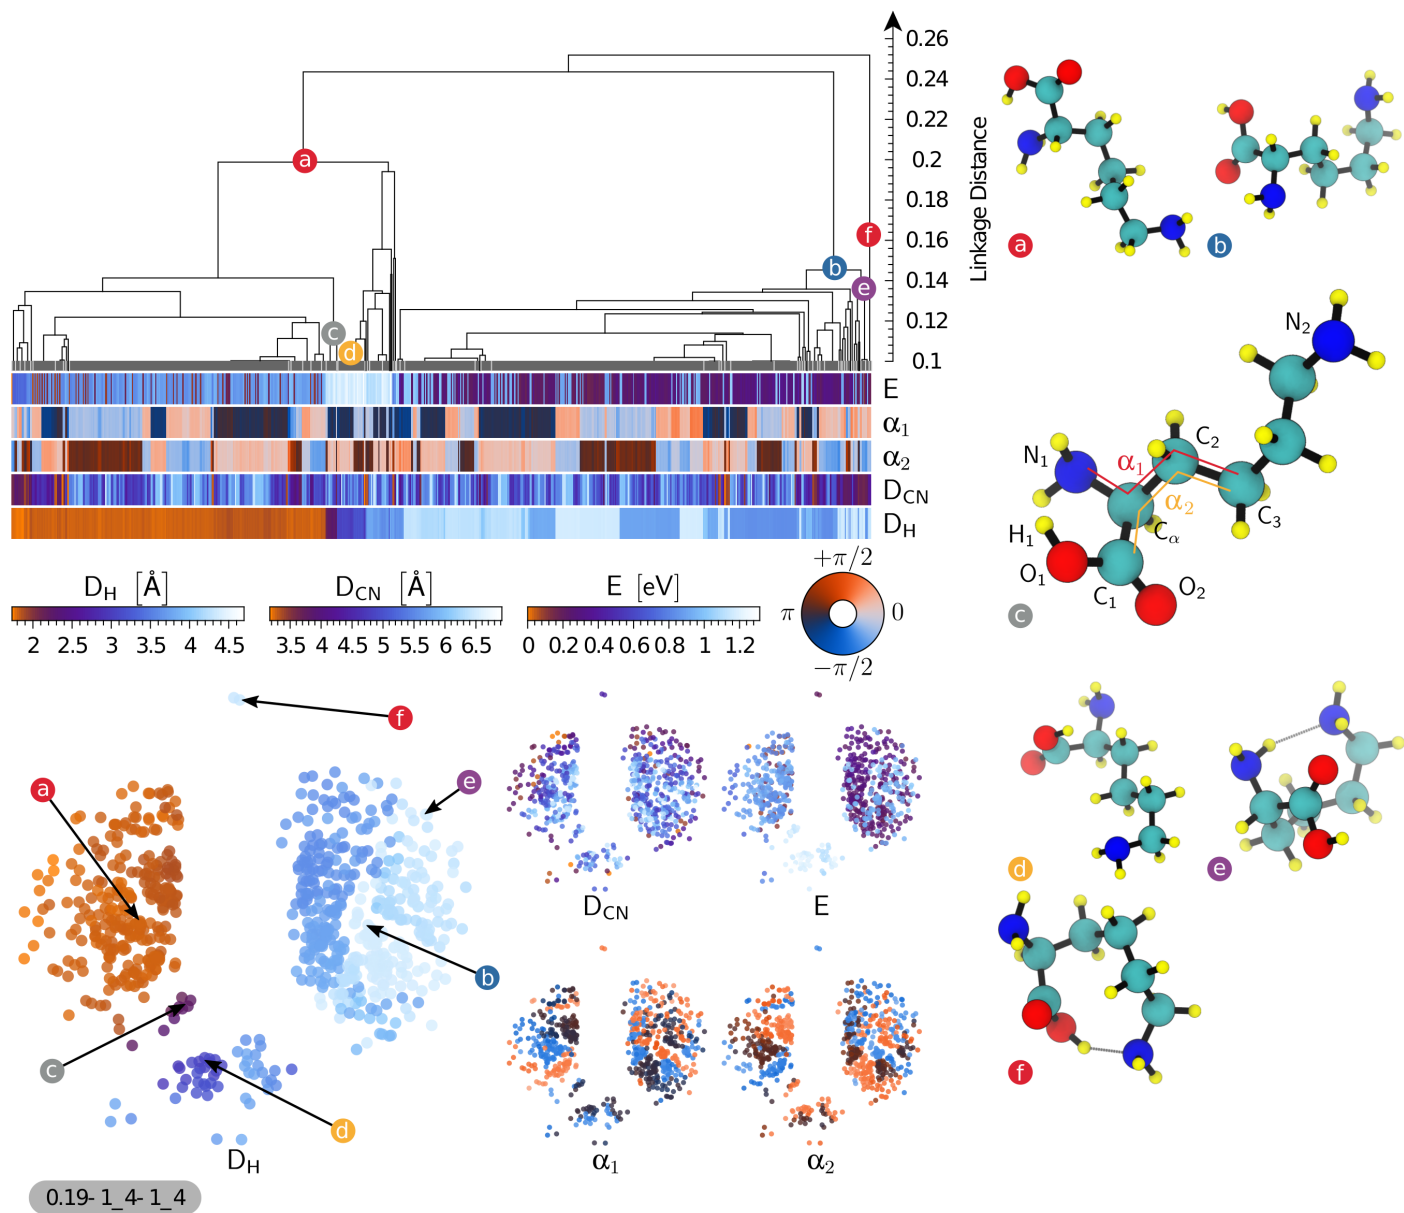 0.26
0.24
0.22
0.2
0.18
0.16
0.14
0.12
0.1
Linkage Distance
a
f
b
e
c
d
E
α1
α2
DCN
DH
DH [Å]
2 2.5 3 3.5 4 4.5
DCN [Å]
3.5 4 4.5 5 5.5 6 6.5
E [eV]
0 0.2 0.4 0.6 0.8 1 1.2
+π/2
π
0
−π/2
a
b
N2
N1
C2
α1
α2
H1
Cα
C3
O1
C1
O2
c
f
a
e
b
c
d
DH
DCN
E
α1
α2
d
e
f
0.19-1_4-1_4